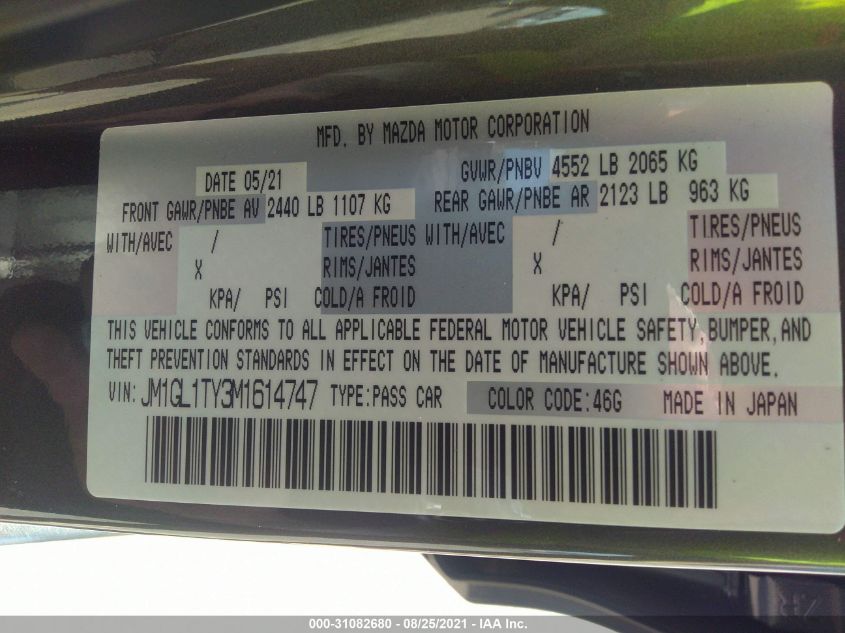 MFD. BY MAZDA MOTOR CORPORATION
DATE 05/21 GVWR/PNBV 4552 LB 2065 KG
FRONT GAWR/PNBE AV 2440 LB 1107 KG REAR GAWR/PNBE AR 2123 LB 963 KG
WITH/AVEC / TIRES/PNEUS WITH/AVEC / TIRES/PNEUS
X RIMS/JANTES X RIMS/JANTES
KPA/ PSI COLD/A FROID KPA/ PSI COLD/A FROID
THIS VEHICLE CONFORMS TO ALL APPLICABLE FEDERAL MOTOR VEHICLE SAFETY, BUMPER, AND
THEFT PREVENTION STANDARDS IN EFFECT ON THE DATE OF MANUFACTURE SHOWN ABOVE.
VIN: JM1GL1TY3M1614747 TYPE: PASS CAR COLOR CODE: 46G MADE IN JAPAN
000-31082680 - 08/25/2021 - IAA Inc.